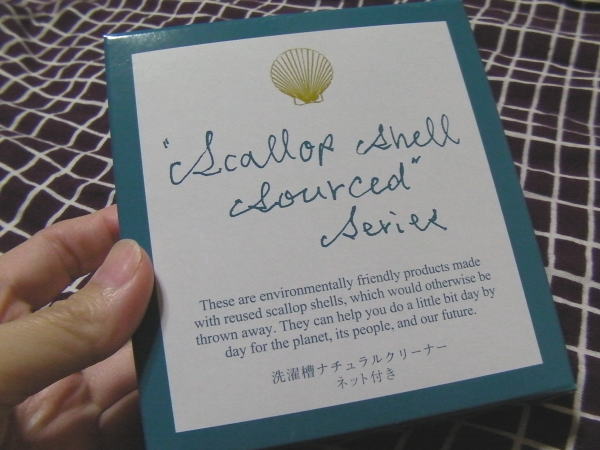 "Scallop Shell
Sourced"
Series
These are environmentally friendly products made
with reused scallop shells, which would otherwise be
thrown away. They can help you do a little bit day by
day for the planet, its people, and our future.
洗濯槽ナチュラルクリーナー
ネット付き